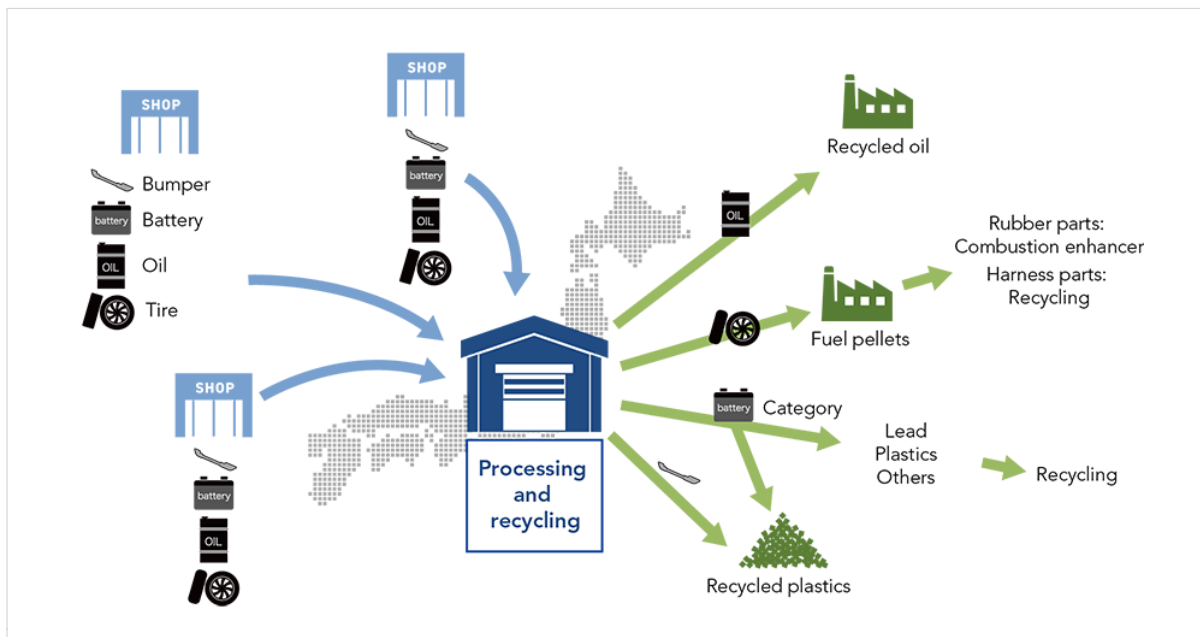 SHOP
Bumper
battery
Battery
OIL
Oil
Tire
SHOP
battery
OIL
SHOP
battery
OIL
Processing
and
recycling
OIL
Recycled oil
Fuel pellets
Rubber parts:
Combustion enhancer
Harness parts:
Recycling
battery
Category
Lead
Plastics
Others
Recycling
Recycled plastics